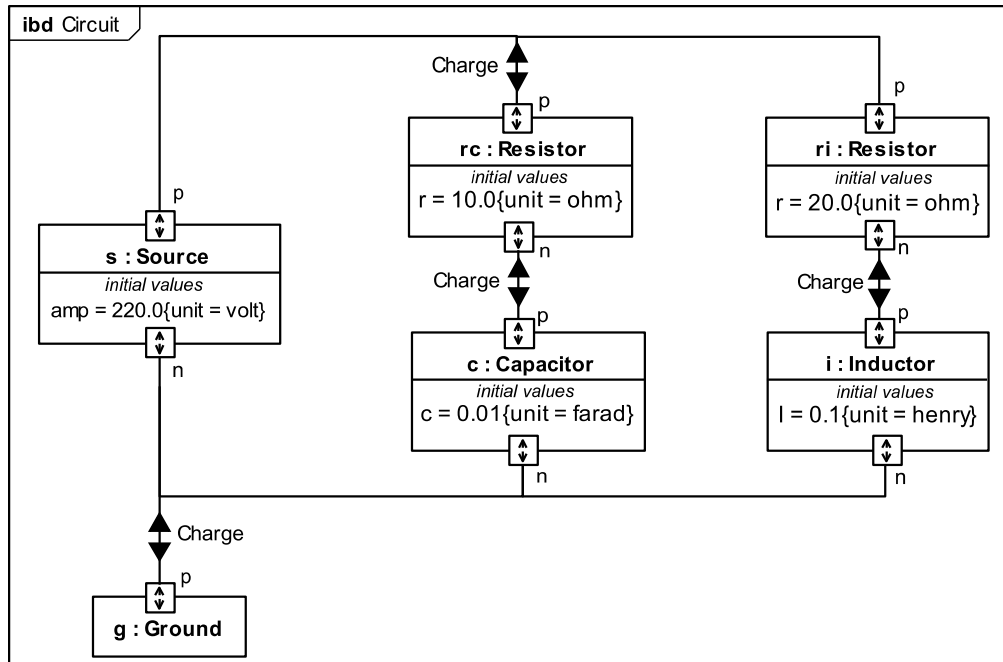 ibd Circuit
Charge
p
p
rc : Resistor
initial values
r = 10.0{unit = ohm}
n
ri : Resistor
initial values
r = 20.0{unit = ohm}
n
p
s : Source
initial values
amp = 220.0{unit = volt}
n
Charge
p
Charge
p
c : Capacitor
initial values
c = 0.01{unit = farad}
n
i : Inductor
initial values
l = 0.1{unit = henry}
n
Charge
p
g : Ground